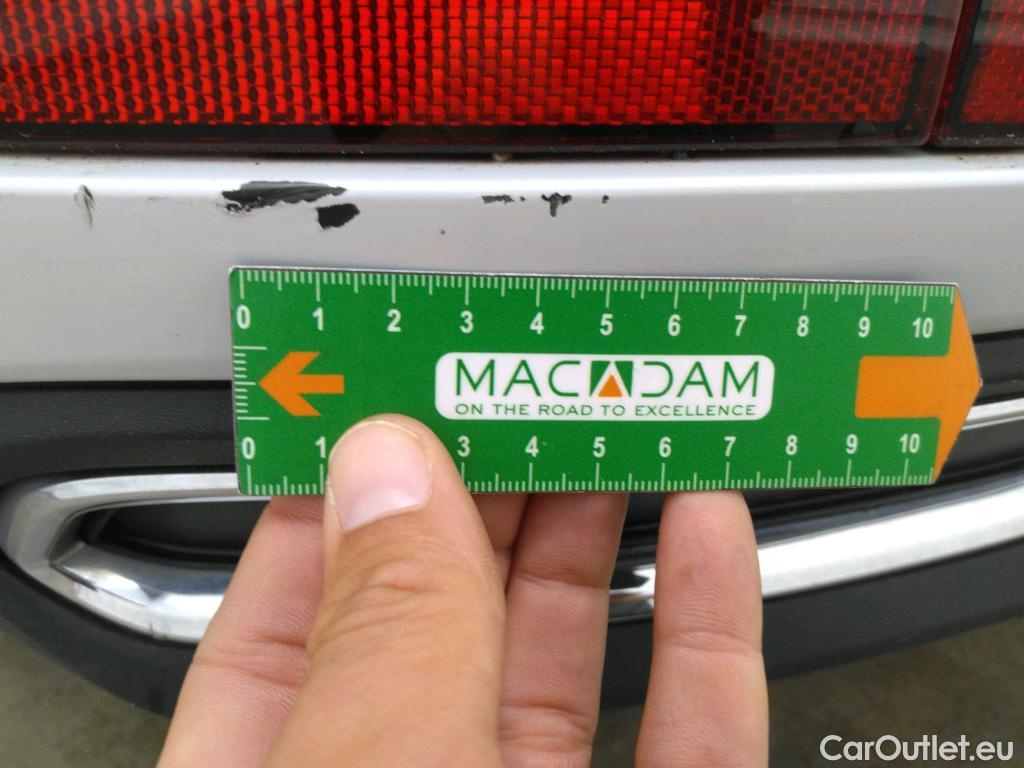 0 1 2 3 4 5 6 7 8 9 10
MACADAM
ON THE ROAD TO EXCELLENCE
0 1 3 4 5 6 7 8 9 10
CarOutlet.eu